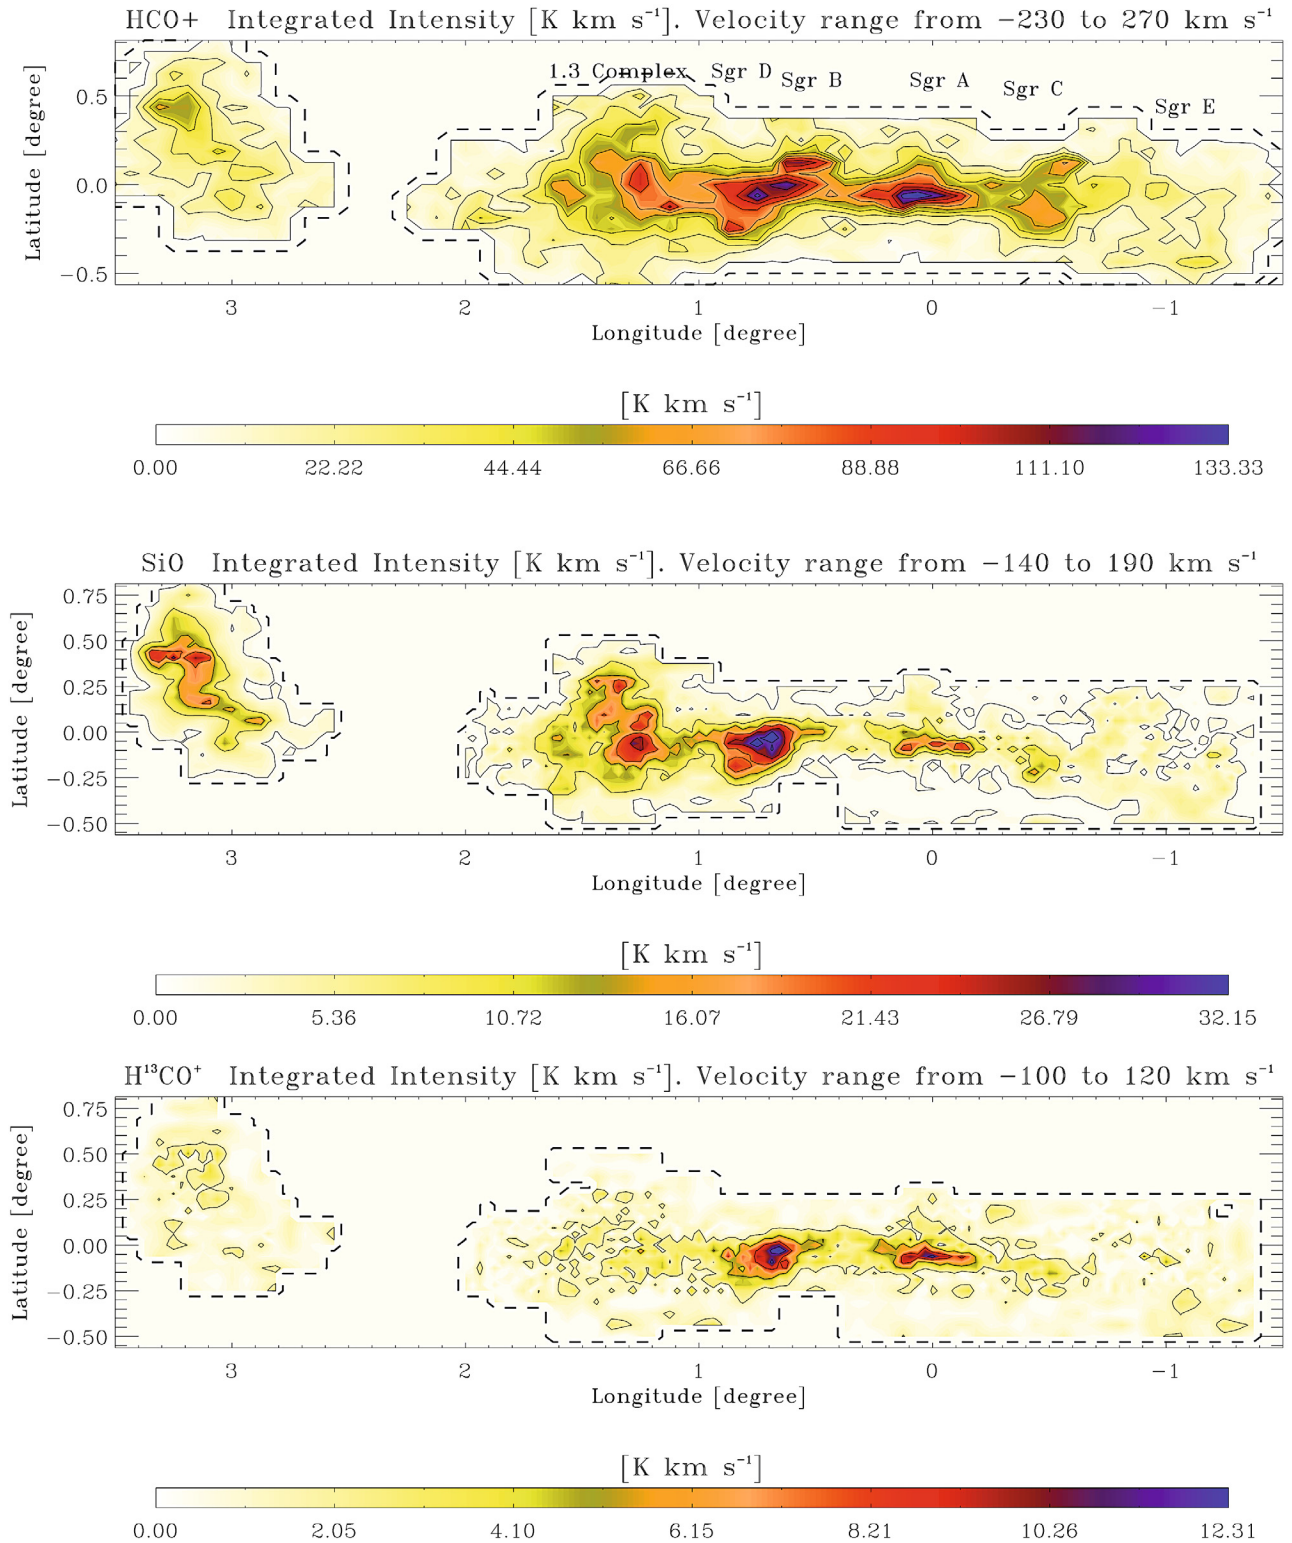 HCO+ Integrated Intensity [K km s⁻¹]. Velocity range from −230 to 270 km s⁻¹
1.3 Complex Sgr D Sgr B Sgr A Sgr C Sgr E
Latitude [degree]
0.5
0.0
−0.5
3 2 1 0 −1
Longitude [degree]
[K km s⁻¹]
0.00 22.22 44.44 66.66 88.88 111.10 133.33
SiO Integrated Intensity [K km s⁻¹]. Velocity range from −140 to 190 km s⁻¹
Latitude [degree]
0.75
0.50
0.25
0.00
−0.25
−0.50
3 2 1 0 −1
Longitude [degree]
[K km s⁻¹]
0.00 5.36 10.72 16.07 21.43 26.79 32.15
H¹³CO⁺ Integrated Intensity [K km s⁻¹]. Velocity range from −100 to 120 km s⁻¹
Latitude [degree]
0.75
0.50
0.25
0.00
−0.25
−0.50
3 2 1 0 −1
Longitude [degree]
[K km s⁻¹]
0.00 2.05 4.10 6.15 8.21 10.26 12.31